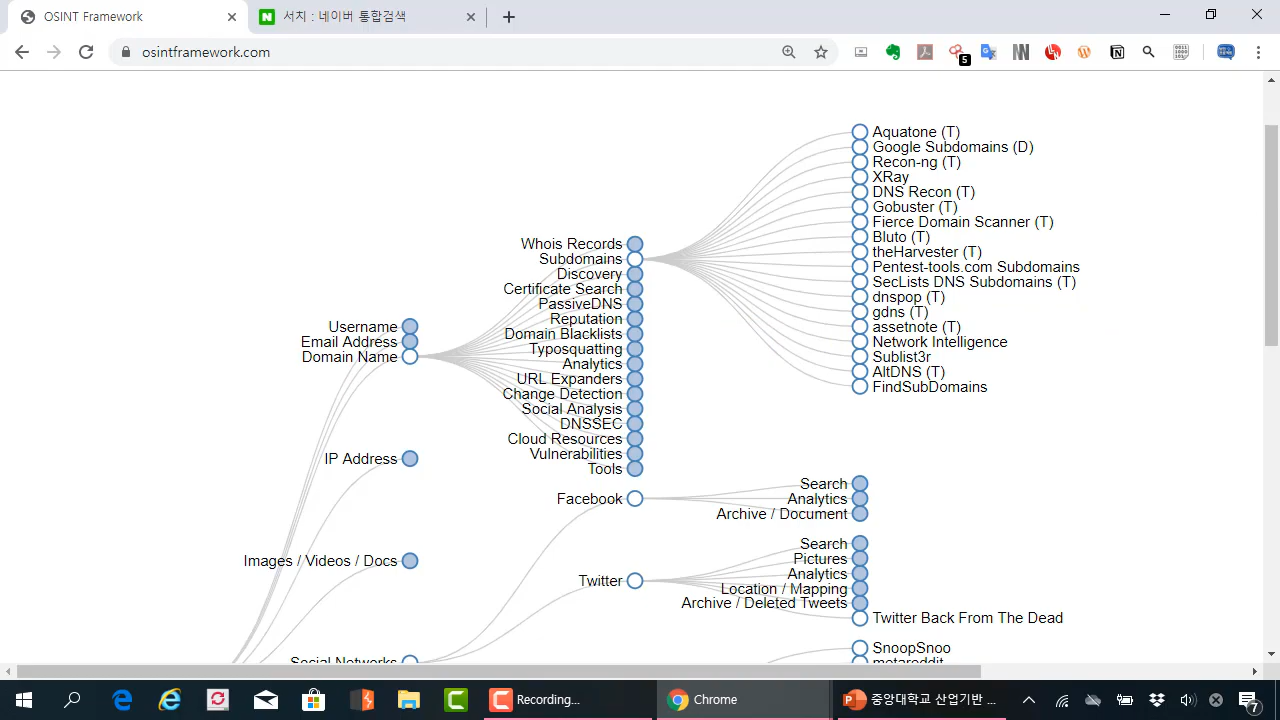 OSINT Framework
서치 : 네이버 통합검색
osintframework.com
5
Aquatone (T)
Google Subdomains (D)
Recon-ng (T)
XRay
DNS Recon (T)
Gobuster (T)
Fierce Domain Scanner (T)
Bluto (T)
theHarvester (T)
Pentest-tools.com Subdomains
SecLists DNS Subdomains (T)
dnspop (T)
gdns (T)
assetnote (T)
Network Intelligence
Sublist3r
AltDNS (T)
FindSubDomains
Whois Records
Subdomains
Discovery
Certificate Search
PassiveDNS
Reputation
Domain Blacklists
Typosquatting
Analytics
URL Expanders
Change Detection
Social Analysis
DNSSEC
Cloud Resources
Vulnerabilities
Tools
Username
Email Address
Domain Name
IP Address
Images / Videos / Docs
Social Networks
Facebook
Search
Analytics
Archive / Document
Twitter
Search
Pictures
Analytics
Location / Mapping
Archive / Deleted Tweets
Twitter Back From The Dead
SnoopSnoo
metareddit
Recording...
Chrome
중앙대학교 산업기반 ...
7